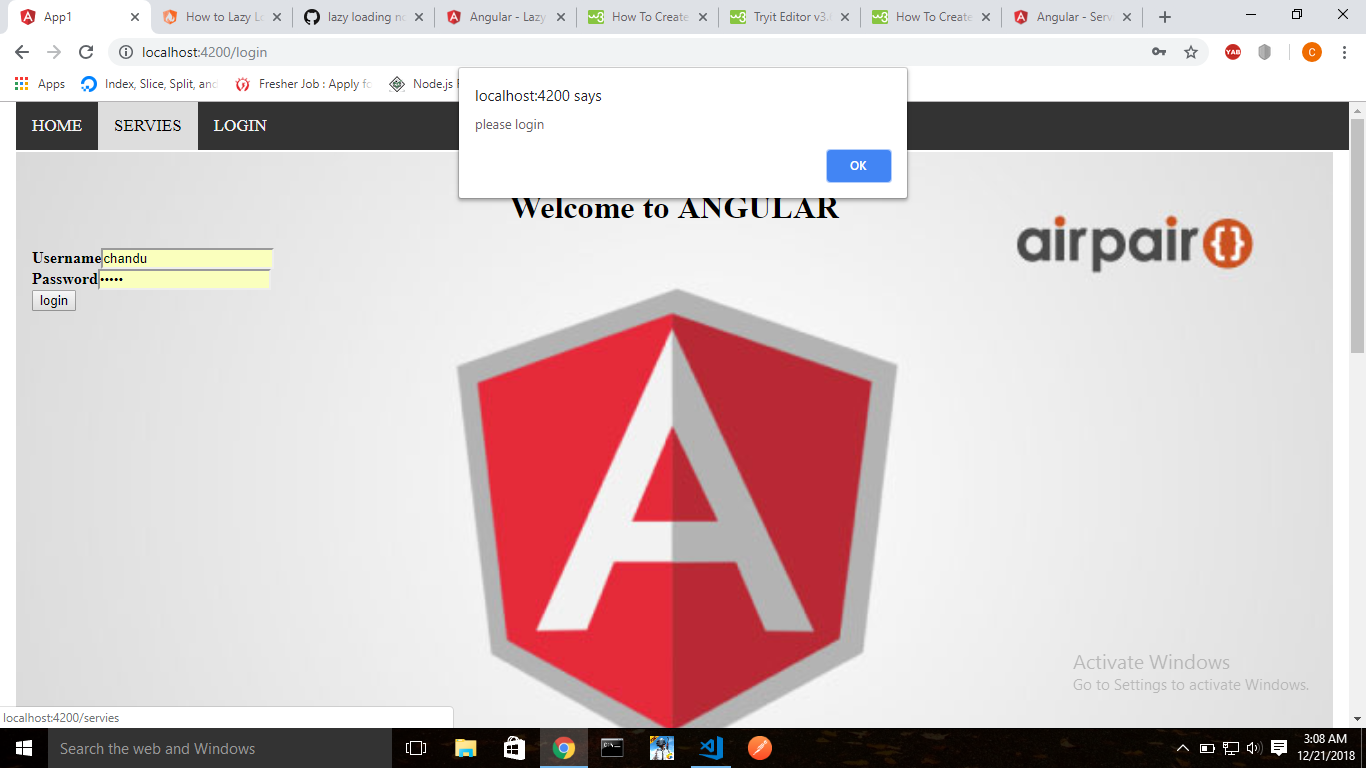 App1
How to Lazy L
lazy loading no
Angular - Lazy
How To Create
Tryit Editor v3.
How To Create
Angular - Serv
localhost:4200/login
YAB
C
Apps
Index, Slice, Split, and
Fresher Job : Apply fo
Node.js
localhost:4200 says
please login
OK
HOME
SERVIES
LOGIN
Welcome to ANGULAR
airpair
Username
chandu
Password
•••••
login
A
Activate Windows
Go to Settings to activate Windows.
localhost:4200/servies
Search the web and Windows
3:08 AM
12/21/2018